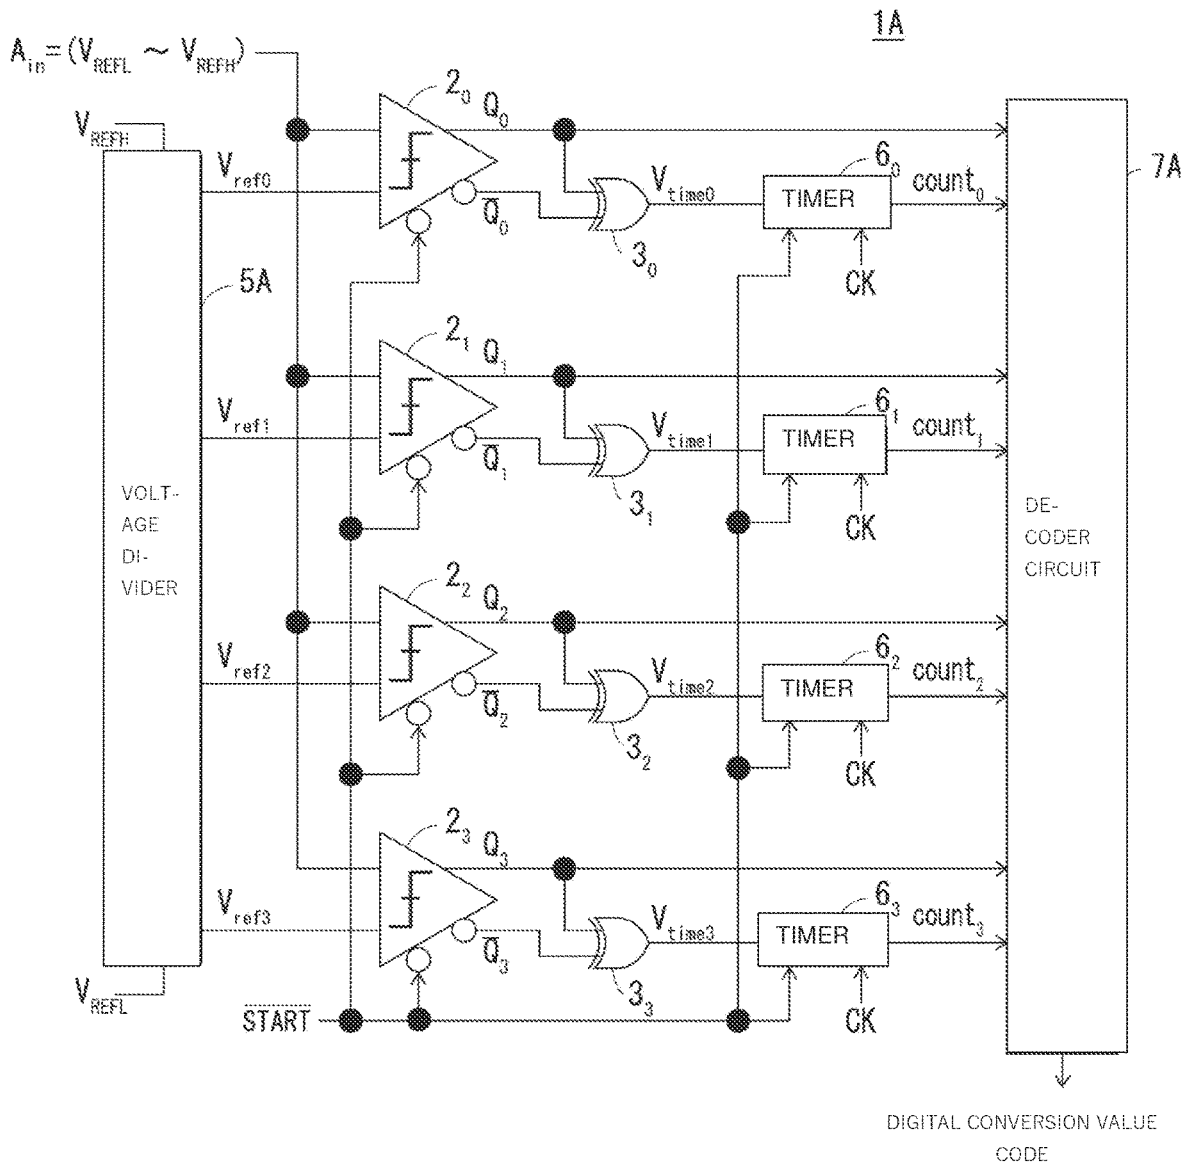 1A
A_in=(V_REFL ~ V_REFH)
V_REFH
2_0
Q_0
6_0
7A
V_ref0
V_time0
TIMER
count_0
Q̅_0
3_0
CK
5A
2_1
Q_1
6_1
V_ref1
V_time1
TIMER
count_1
Q̅_1
3_1
CK
VOLT-
AGE
DI-
VIDER
DE-
CODER
CIRCUIT
2_2
Q_2
6_2
V_ref2
V_time2
TIMER
count_2
Q̅_2
3_2
CK
2_3
Q_3
6_3
V_ref3
V_time3
TIMER
count_3
Q̅_3
3_3
CK
V_REFL
S̅T̅A̅R̅T̅
DIGITAL CONVERSION VALUE
CODE